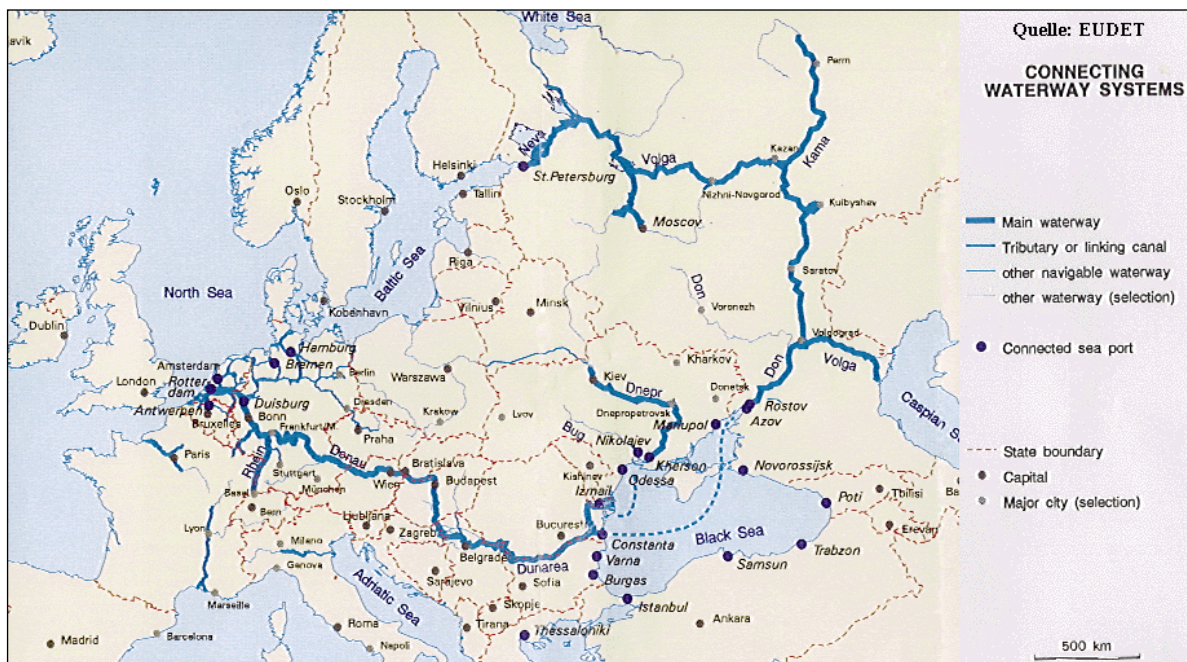 White Sea
avik
Perm
Neva
Helsinki
St.Petersburg
Volga
Kazan
Kama
Oslo
Stockholm
Tallin
Nizhni-Novgorod
Kuibyshev
Moscov
Baltic Sea
Riga
Saratov
North Sea
Don
Kobenhavn
Vilnius
Minsk
Voronezh
Dublin
Volgograd
Hamburg
Bremen
Volga
Amsterdam
Berlin
Kharkov
Don
London
Rotter-
dam
Warszawa
Kiev
Dnepr
Donetsk
Duisburg
Dresden
Rostov
Antwerpen
Bonn
Krakow
Lvov
Dnepropetrovsk
Azov
Caspian S
Bruxelles
Frankfurt/M.
Mariupol
Praha
Bug
Nikolajev
Paris
Rhein
Donau
Kherson
Stuttgart
Bratislava
Kishinev
Odessa
Novorossijsk
München
Wien
Budapest
Basel
Izmail
Bern
Poti
Tbilisi
Ba
Ljubljana
Lyon
Zagreb
Bucuresti
Erevan
Milano
Black Sea
Genova
Belgrade
Constanta
Trabzon
Dunarea
Varna
Samsun
Adriatic Sea
Sarajevo
Sofia
Burgas
Marseille
Skopje
Istanbul
Ankara
Madrid
Barcelona
Roma
Tirana
Napoli
Thessaloniki
Quelle: EUDET
CONNECTING
WATERWAY SYSTEMS
Main waterway
Tributary or linking canal
other navigable waterway
other waterway (selection)
Connected sea port
State boundary
Capital
Major city (selection)
500 km